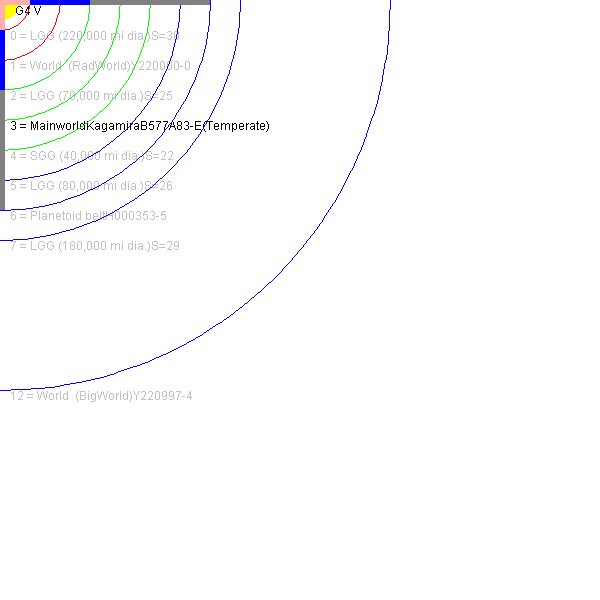 G4 V
0 = LGG (220,000 mi dia.)S=30
1 = World (RadWorld)Y220000-0
2 = LGG (70,000 mi dia.)S=25
3 = MainworldKagamiraB577A83-E(Temperate)
4 = SGG (40,000 mi dia.)S=22
5 = LGG (80,000 mi dia.)S=26
6 = Planetoid beltH000353-5
7 = LGG (180,000 mi dia.)S=29
12 = World (BigWorld)Y220997-4